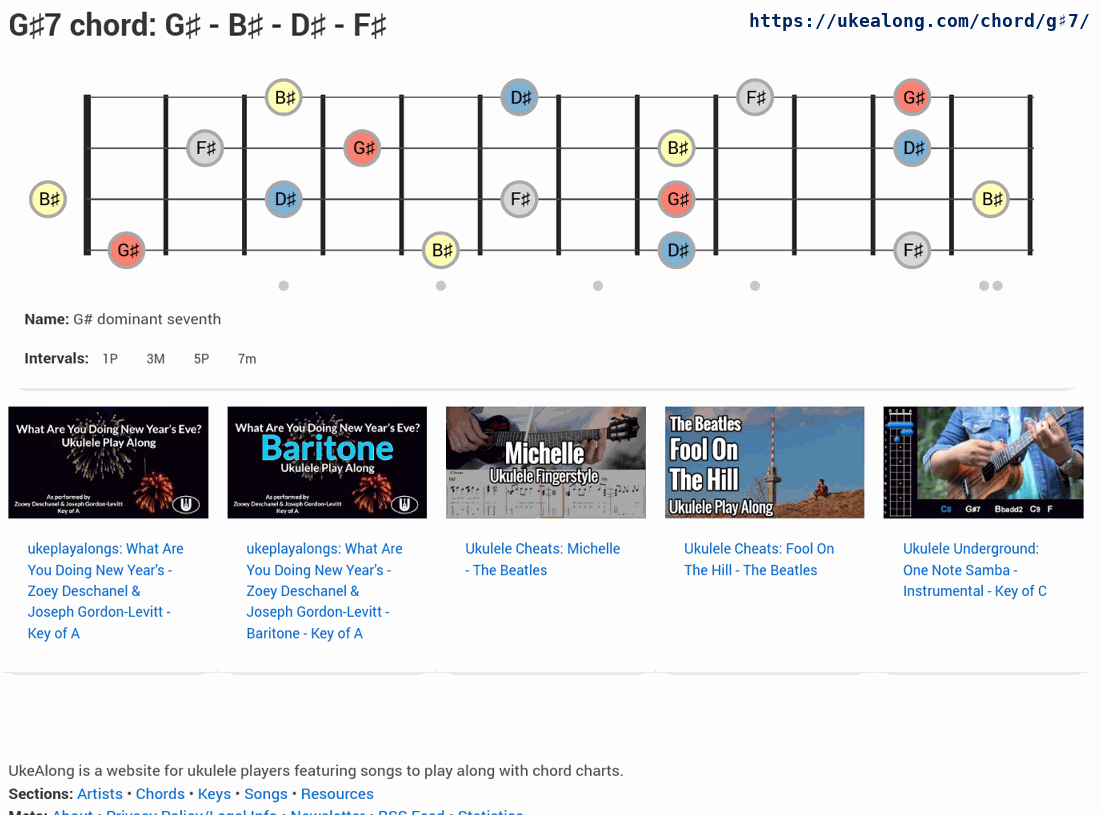 G♯7 chord: G♯ - B♯ - D♯ - F♯
https://ukealong.com/chord/g♯7/
B♯ D♯ F♯ G♯
F♯ G♯ B♯ D♯
B♯ D♯ F♯ G♯ B♯
G♯ B♯ D♯ F♯
Name: G# dominant seventh
Intervals: 1P 3M 5P 7m
What Are You Doing New Year's Eve?
Ukulele Play Along
As performed by
Zooey Deschanel & Joseph Gordon-Levitt
Key of A
What Are You Doing New Year's Eve?
Baritone
Ukulele Play Along
As performed by
Zooey Deschanel & Joseph Gordon-Levitt
Key of A
Michelle
Ukulele Fingerstyle
The Beatles
Fool On
The Hill
Ukulele Play Along
C6 G#7 Bbadd2 C9 F
ukeplayalongs: What Are
You Doing New Year's -
Zoey Deschanel &
Joseph Gordon-Levitt -
Key of A
ukeplayalongs: What Are
You Doing New Year's -
Zoey Deschanel &
Joseph Gordon-Levitt -
Baritone - Key of A
Ukulele Cheats: Michelle
- The Beatles
Ukulele Cheats: Fool On
The Hill - The Beatles
Ukulele Underground:
One Note Samba -
Instrumental - Key of C
UkeAlong is a website for ukulele players featuring songs to play along with chord charts.
Sections: Artists • Chords • Keys • Songs • Resources
Meta: About • Privacy Policy/Legal Info • Newsletter • RSS Feed • Statistics